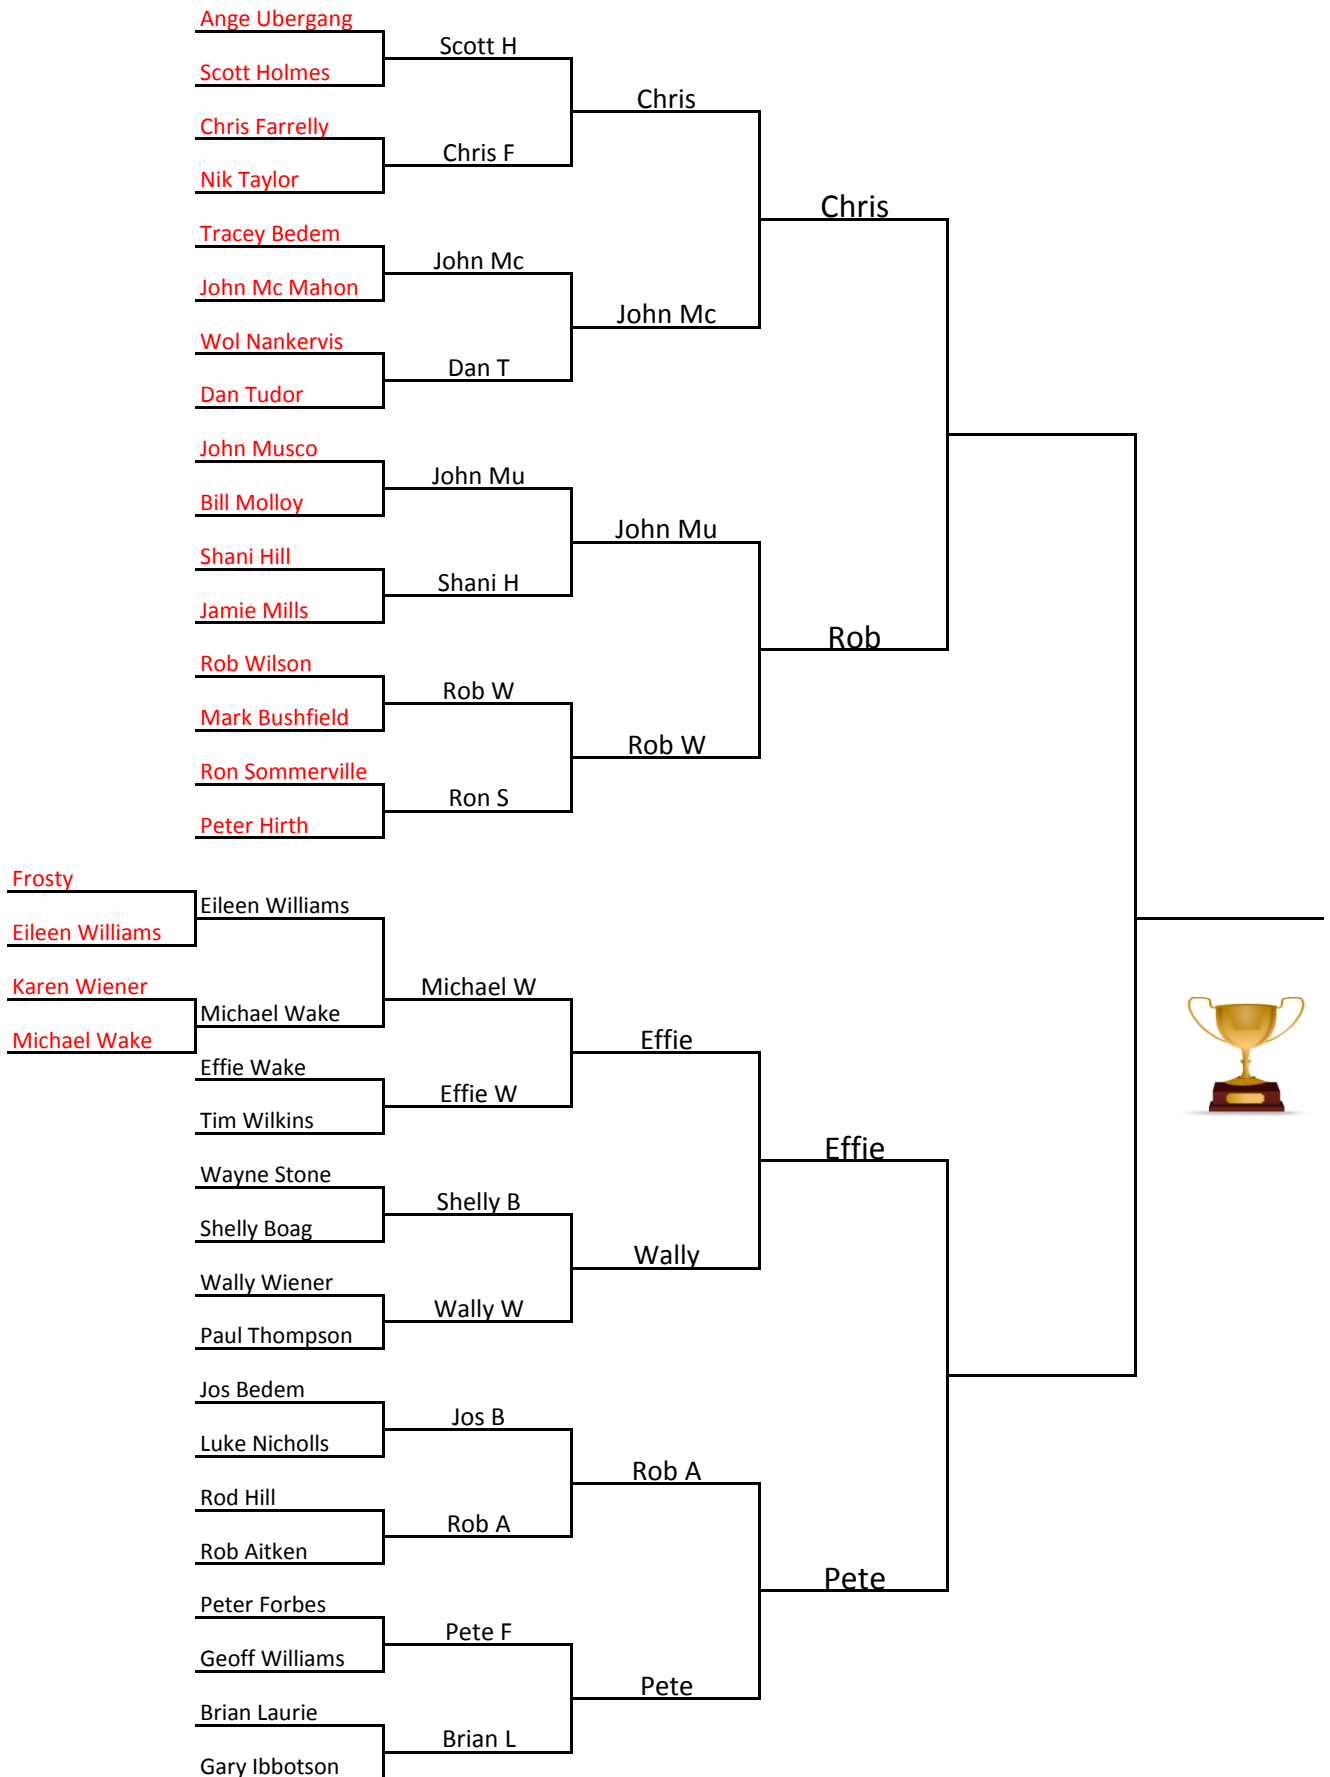 Ange Ubergang
Scott H
Scott Holmes
Chris
Chris Farrelly
Chris F
Nik Taylor
Chris
Tracey Bedem
John Mc
John Mc Mahon
John Mc
Wol Nankervis
Dan T
Dan Tudor
John Musco
John Mu
Bill Molloy
John Mu
Shani Hill
Shani H
Jamie Mills
Rob
Rob Wilson
Rob W
Mark Bushfield
Rob W
Ron Sommerville
Ron S
Peter Hirth
Frosty
Eileen Williams
Eileen Williams
Karen Wiener
Michael W
Michael Wake
Michael Wake
Effie
Effie Wake
Effie W
Tim Wilkins
Effie
Wayne Stone
Shelly B
Shelly Boag
Wally
Wally Wiener
Wally W
Paul Thompson
Jos Bedem
Jos B
Luke Nicholls
Rob A
Rod Hill
Rob A
Rob Aitken
Pete
Peter Forbes
Pete F
Geoff Williams
Pete
Brian Laurie
Brian L
Gary Ibbotson